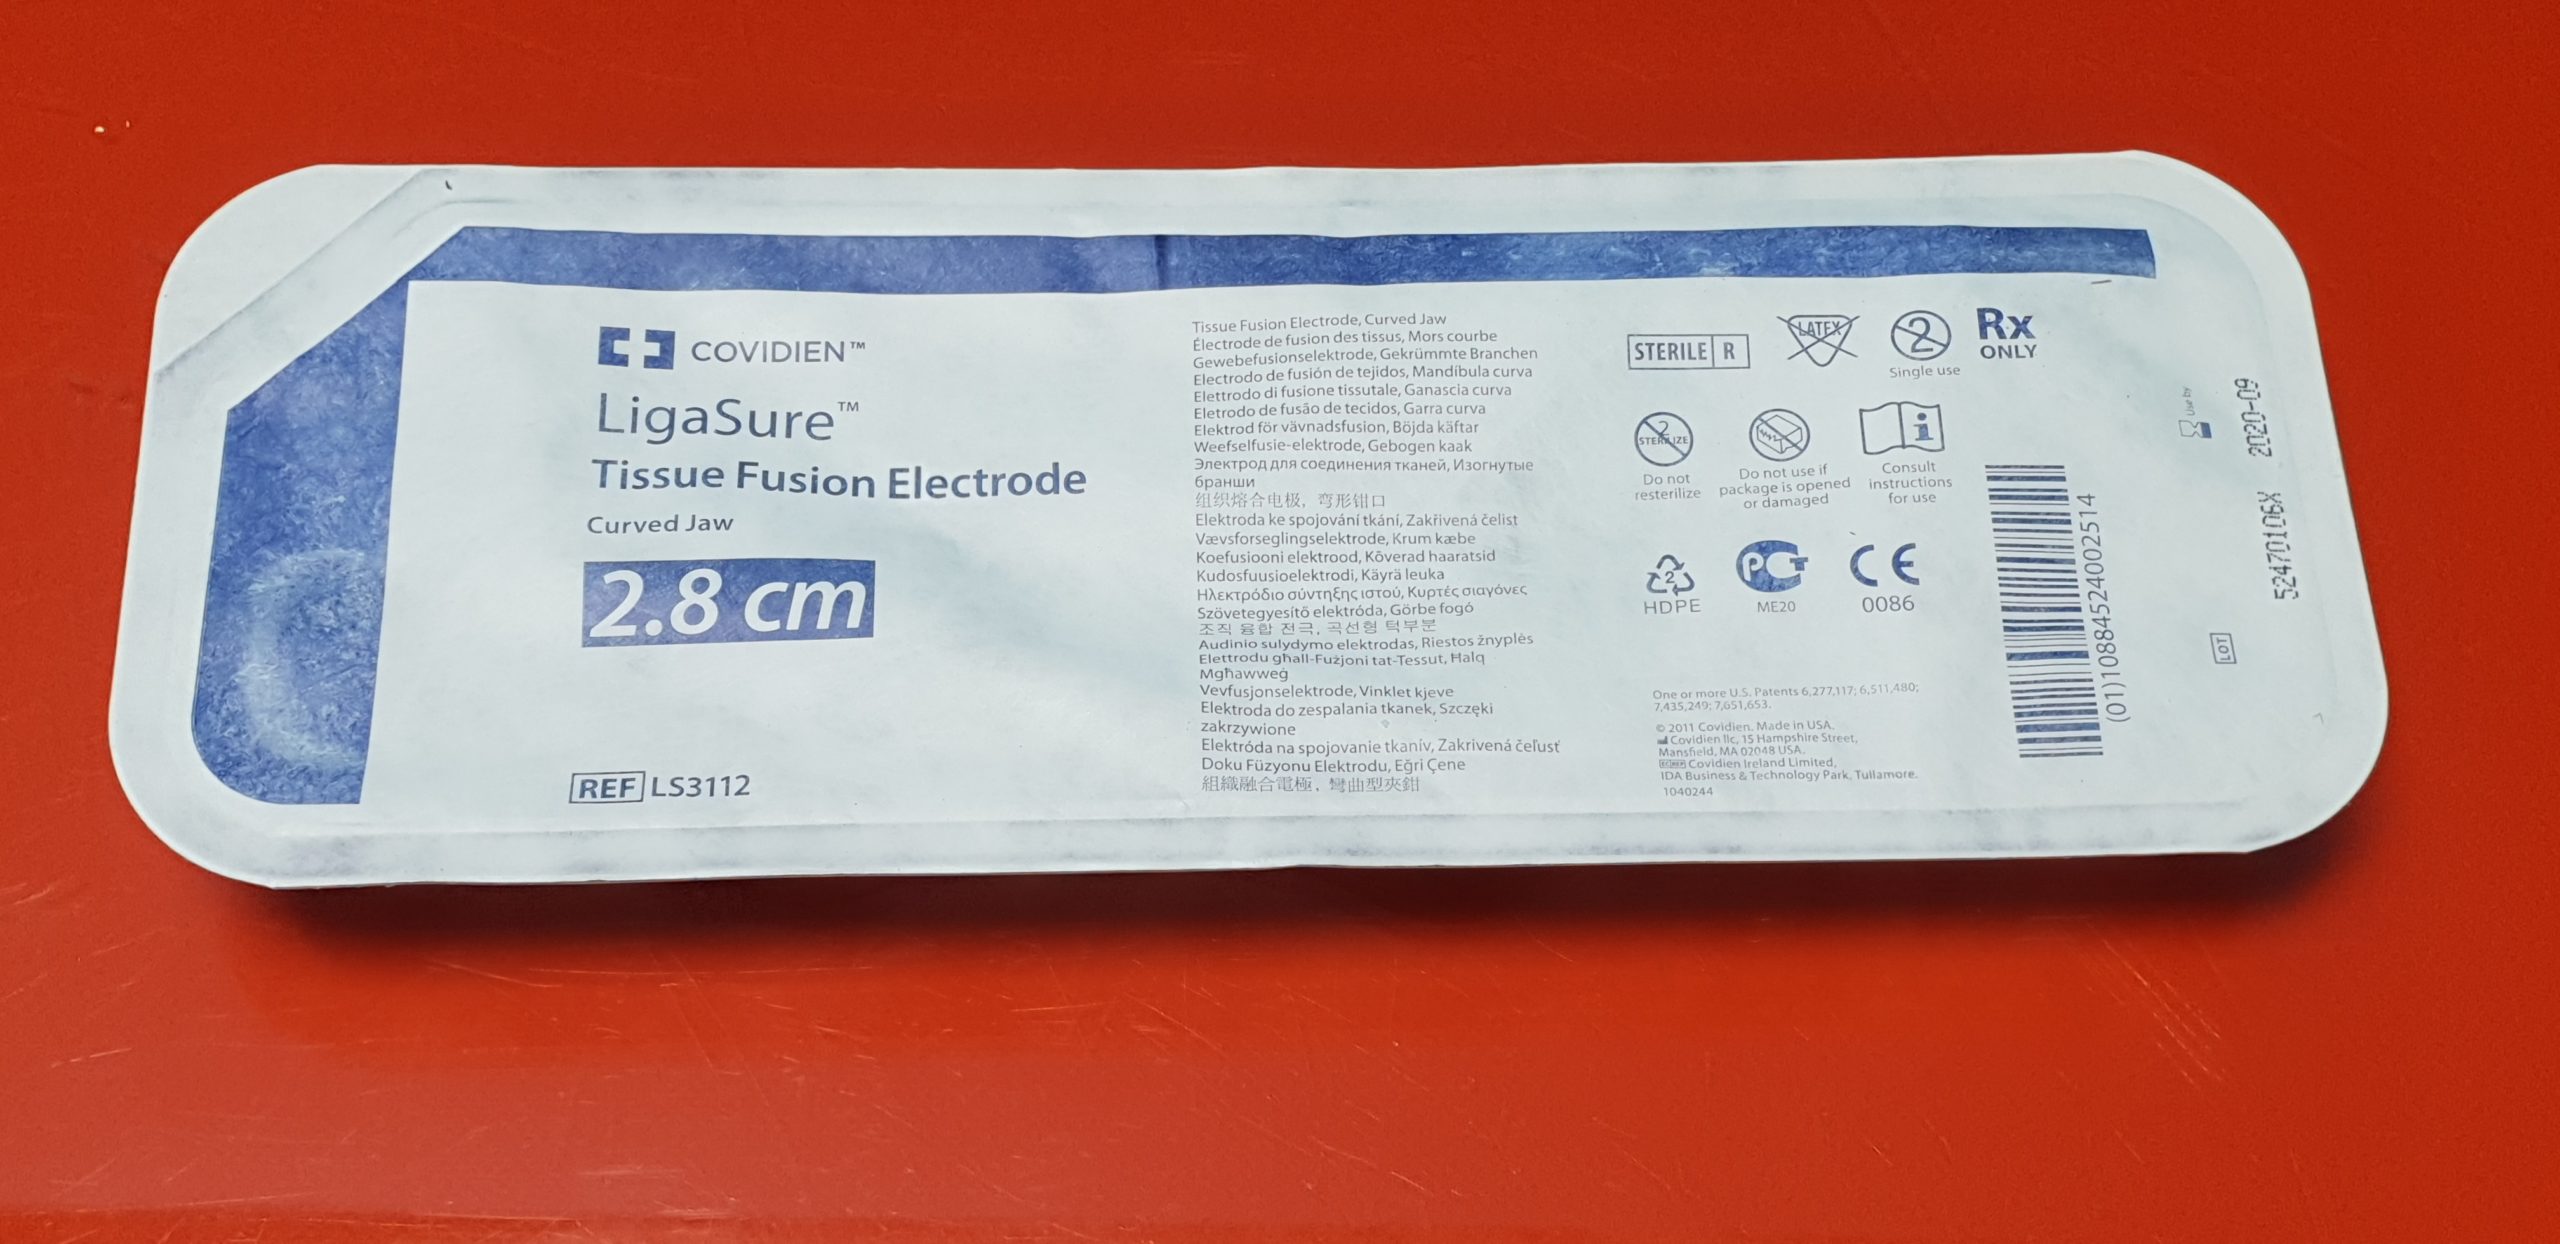 COVIDIEN™
LigaSure™
Tissue Fusion Electrode
Curved Jaw
2.8 cm
REF LS3112
Tissue Fusion Electrode, Curved Jaw
Électrode de fusion des tissus, Mors courbe
Gewebefusionselektrode, Gekrümmte Branchen
Electrodo de fusión de tejidos, Mandíbula curva
Elettrodo di fusione tissutale, Ganascia curva
Eletrodo de fusão de tecidos, Garra curva
Elektrod för vävnadsfusion, Böjda käftar
Weefselfusie-elektrode, Gebogen kaak
Электрод для соединения тканей, Изогнутые
бранши
组织熔合电极，弯形钳口
Elektroda ke spojování tkání, Zakřivená čelist
Vævsforseglingselektrode, Krum kæbe
Koefusiooni elektrood, Kõverad haaratsid
Kudosfuusioelektrodi, Käyrä leuka
Ηλεκτρόδιο σύντηξης ιστού, Κυρτές σιαγόνες
Szövetegyesítő elektróda, Görbe fogó
조직 융합 전극, 곡선형 턱부분
Audinio sulydymo elektrodas, Riestos žnyplės
Elettrodu għall-Fużjoni tat-Tessut, Ħalq
Mgħawweġ
Vevfusjonselektrode, Vinklet kjeve
Elektroda do zespalania tkanek, Szczęki
zakrzywione
Elektróda na spojovanie tkanív, Zakrivená čeľusť
Doku Füzyonu Elektrodu, Eğri Çene
組織融合電極，彎曲型夾鉗
STERILE R
LATEX
2
Single use
Rx
ONLY
2
STERILIZE
Do not
resterilize
Do not use if
package is opened
or damaged
Consult
instructions
for use
2
HDPE
РСТ
ME20
CE
0086
One or more U.S. Patents 6,277,117; 6,511,480;
7,435,249; 7,651,653.
© 2011 Covidien. Made in USA.
Covidien llc, 15 Hampshire Street,
Mansfield, MA 02048 USA.
EC REP Covidien Ireland Limited,
IDA Business & Technology Park, Tullamore.
1040244
(01)10884524002514
Use by
2020-09
LOT
52470106X